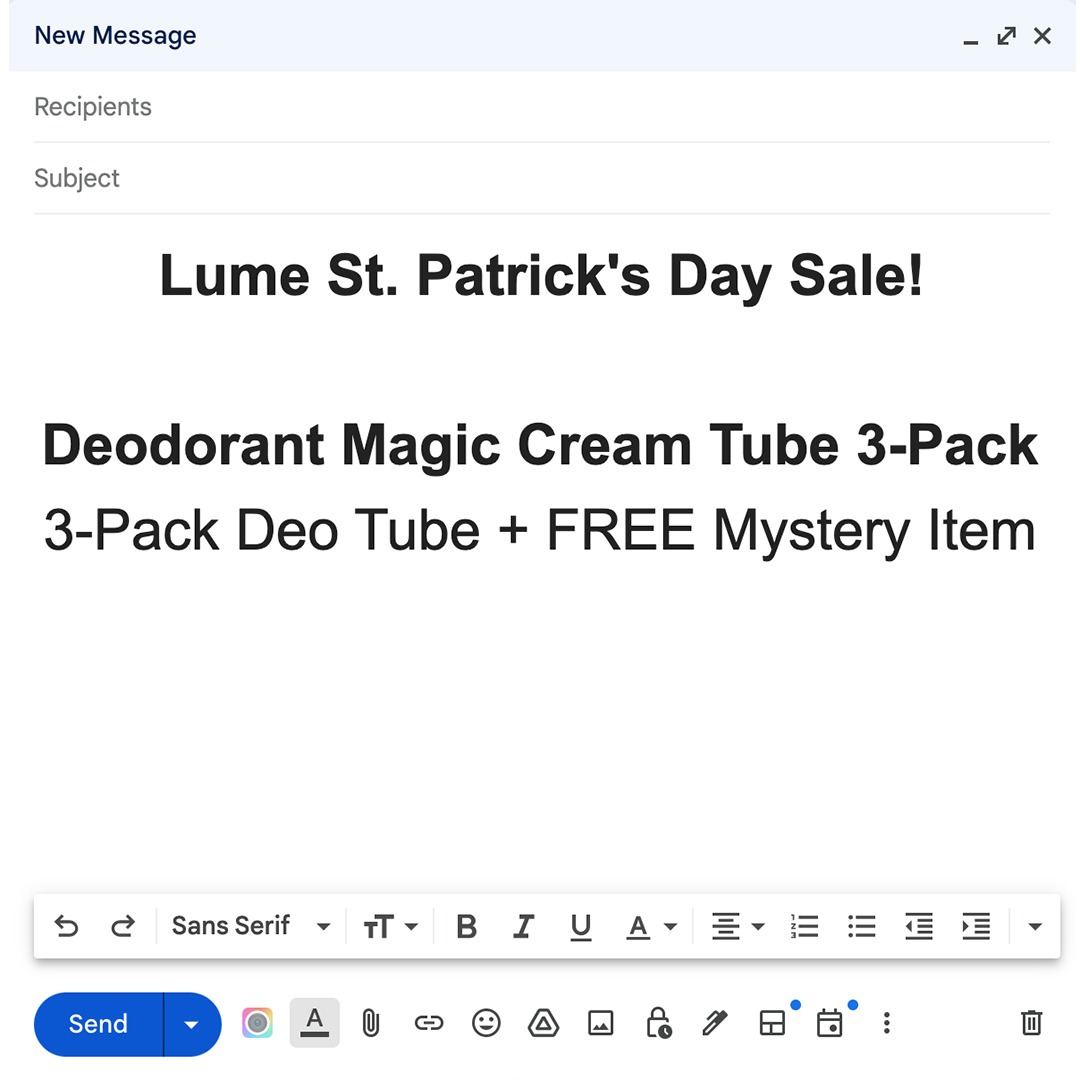 New Message
Recipients
Subject
Lume St. Patrick's Day Sale!
Deodorant Magic Cream Tube 3-Pack
3-Pack Deo Tube + FREE Mystery Item
Sans Serif
Send